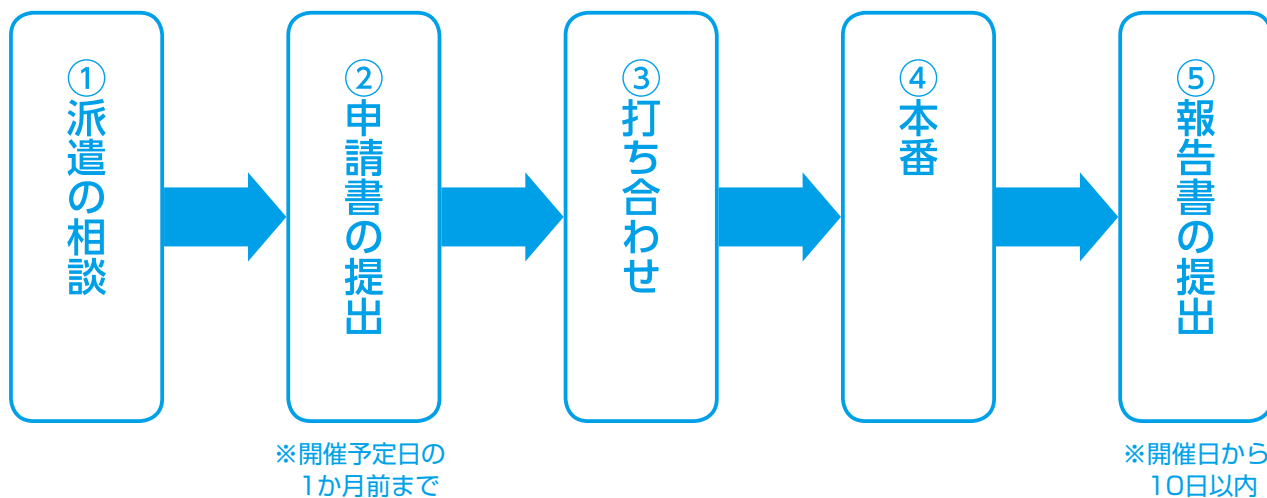 ①派遣の相談
②申請書の提出
③打ち合わせ
④本番
⑤報告書の提出
※開催予定日の
1か月前まで
※開催日から
10日以内